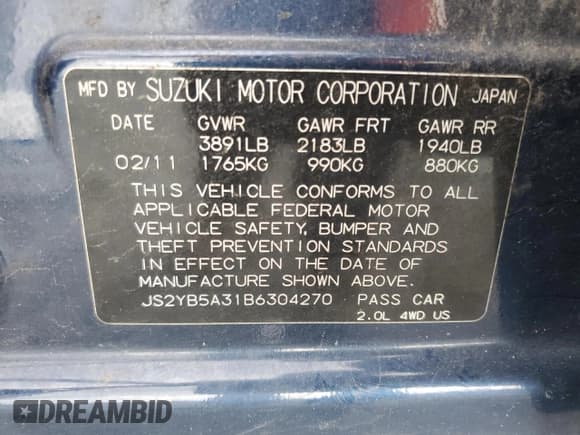 MFD BY SUZUKI MOTOR CORPORATION JAPAN
DATE GVWR GAWR FRT GAWR RR
3891LB 2183LB 1940LB
02/11 1765KG 990KG 880KG
THIS VEHICLE CONFORMS TO ALL
APPLICABLE FEDERAL MOTOR
VEHICLE SAFETY, BUMPER AND
THEFT PREVENTION STANDARDS
IN EFFECT ON THE DATE OF
MANUFACTURE SHOWN ABOVE.
JS2YB5A31B6304270 PASS CAR
2.0L 4WD US
DREAMBID